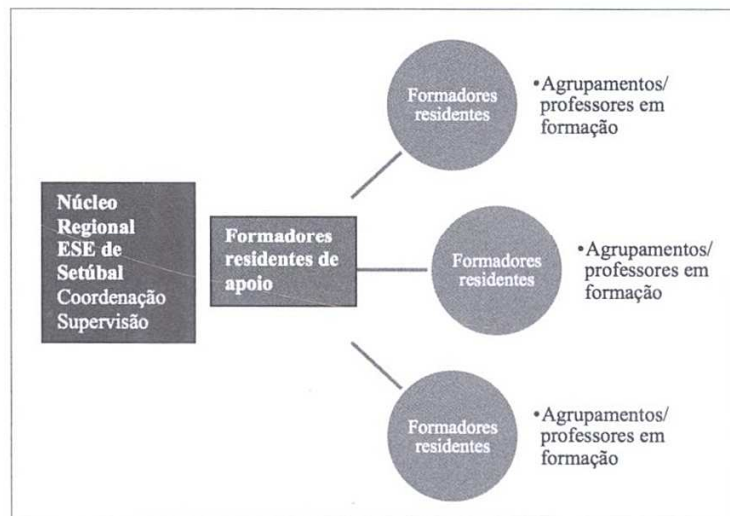 Núcleo
Regional
ESE de
Setúbal
Coordenação
Supervisão
Formadores
residentes de
apoio
Formadores
residentes
•Agrupamentos/
professores em
formação
Formadores
residentes
•Agrupamentos/
professores em
formação
Formadores
residentes
•Agrupamentos/
professores em
formação